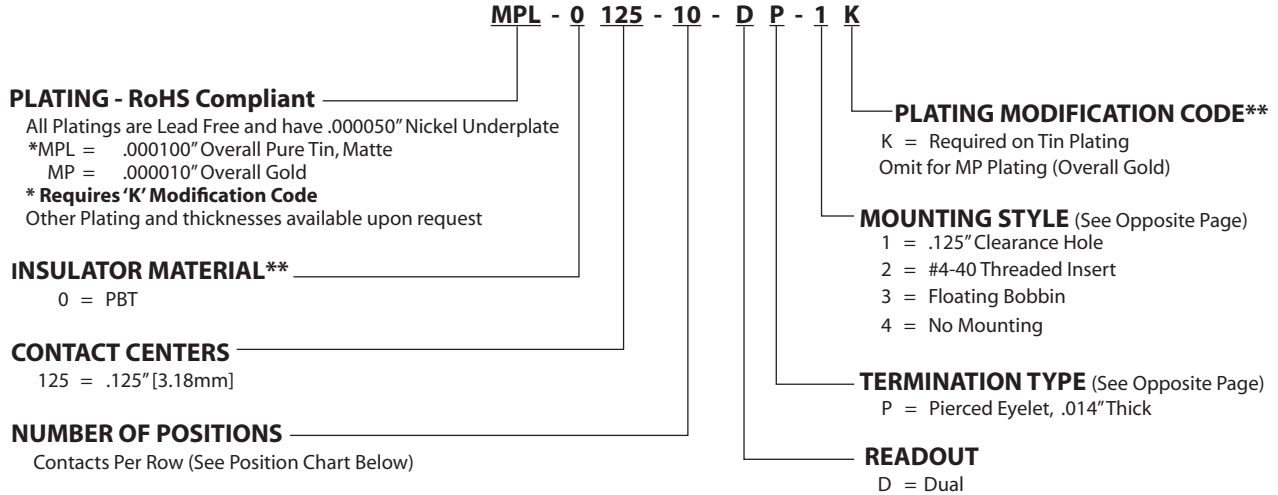 MPL - 0 125 - 10 - D P - 1 K
PLATING - RoHS Compliant
All Platings are Lead Free and have .000050" Nickel Underplate
*MPL = .000100" Overall Pure Tin, Matte
MP = .000010" Overall Gold
* Requires 'K' Modification Code
Other Plating and thicknesses available upon request
INSULATOR MATERIAL**
0 = PBT
CONTACT CENTERS
125 = .125" [3.18mm]
NUMBER OF POSITIONS
Contacts Per Row (See Position Chart Below)
PLATING MODIFICATION CODE**
K = Required on Tin Plating
Omit for MP Plating (Overall Gold)
MOUNTING STYLE (See Opposite Page)
1 = .125" Clearance Hole
2 = #4-40 Threaded Insert
3 = Floating Bobbin
4 = No Mounting
TERMINATION TYPE (See Opposite Page)
P = Pierced Eyelet, .014" Thick
READOUT
D = Dual